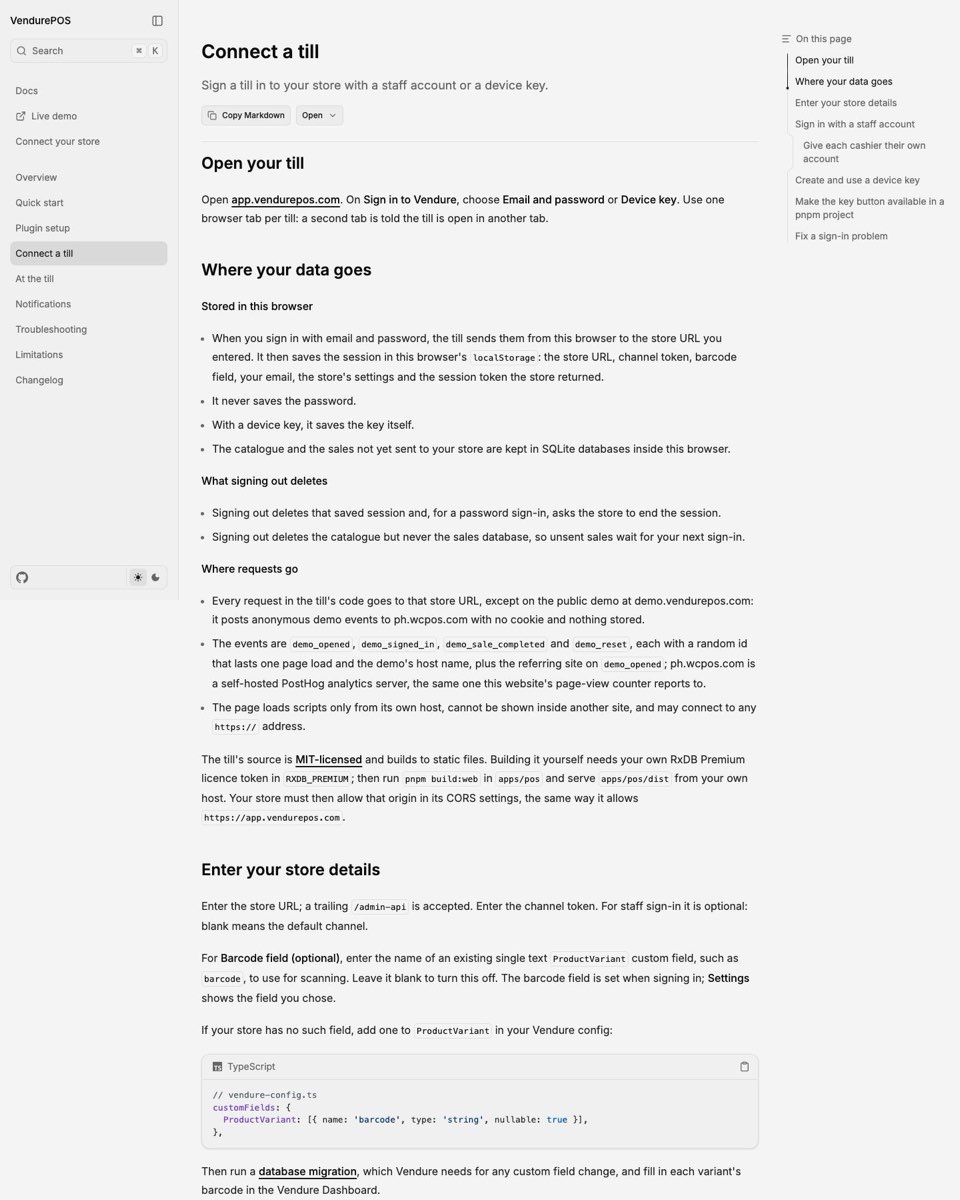 VendurePOS
Search ⌘ K
Docs
Live demo
Connect your store
Overview
Quick start
Plugin setup
Connect a till
At the till
Notifications
Troubleshooting
Limitations
Changelog
Connect a till
Sign a till in to your store with a staff account or a device key.
Copy Markdown
Open
Open your till
Open app.vendurepos.com. On Sign in to Vendure, choose Email and password or Device key. Use one
browser tab per till: a second tab is told the till is open in another tab.
Where your data goes
Stored in this browser
When you sign in with email and password, the till sends them from this browser to the store URL you
entered. It then saves the session in this browser's localStorage: the store URL, channel token, barcode
field, your email, the store's settings and the session token the store returned.
It never saves the password.
With a device key, it saves the key itself.
The catalogue and the sales not yet sent to your store are kept in SQLite databases inside this browser.
What signing out deletes
Signing out deletes that saved session and, for a password sign-in, asks the store to end the session.
Signing out deletes the catalogue but never the sales database, so unsent sales wait for your next sign-in.
Where requests go
Every request in the till's code goes to that store URL, except on the public demo at demo.vendurepos.com:
it posts anonymous demo events to ph.wcpos.com with no cookie and nothing stored.
The events are demo_opened, demo_signed_in, demo_sale_completed and demo_reset, each with a random id
that lasts one page load and the demo's host name, plus the referring site on demo_opened; ph.wcpos.com is
a self-hosted PostHog analytics server, the same one this website's page-view counter reports to.
The page loads scripts only from its own host, cannot be shown inside another site, and may connect to any
https:// address.
The till's source is MIT-licensed and builds to static files. Building it yourself needs your own RxDB Premium
licence token in RXDB_PREMIUM; then run pnpm build:web in apps/pos and serve apps/pos/dist from your own
host. Your store must then allow that origin in its CORS settings, the same way it allows
https://app.vendurepos.com.
Enter your store details
Enter the store URL; a trailing /admin-api is accepted. Enter the channel token. For staff sign-in it is optional:
blank means the default channel.
For Barcode field (optional), enter the name of an existing single text ProductVariant custom field, such as
barcode, to use for scanning. Leave it blank to turn this off. The barcode field is set when signing in; Settings
shows the field you chose.
If your store has no such field, add one to ProductVariant in your Vendure config:
TS TypeScript
// vendure-config.ts
customFields: {
  ProductVariant: [{ name: 'barcode', type: 'string', nullable: true }],
},
Then run a database migration, which Vendure needs for any custom field change, and fill in each variant's
barcode in the Vendure Dashboard.
On this page
Open your till
Where your data goes
Enter your store details
Sign in with a staff account
Give each cashier their own
account
Create and use a device key
Make the key button available in a
pnpm project
Fix a sign-in problem